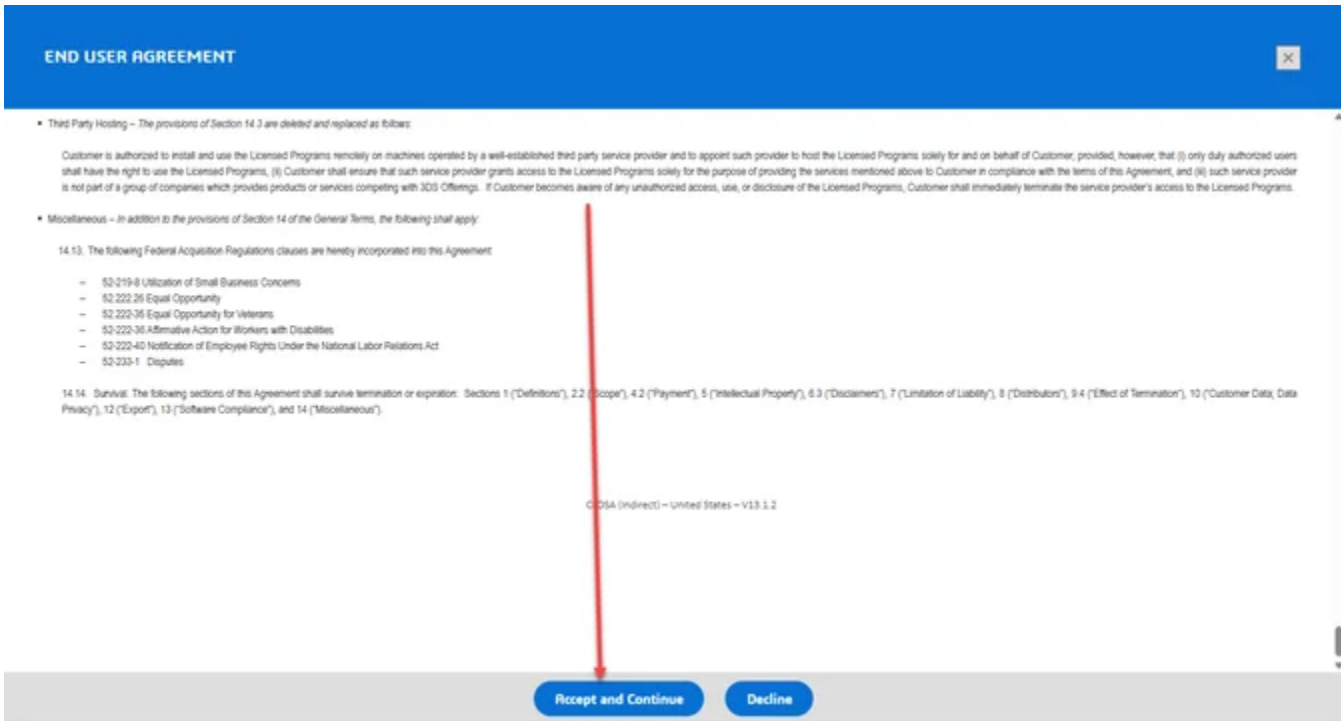 END USER AGREEMENT
▪ Third Party Hosting – The provisions of Section 14.3 are deleted and replaced as follows:
Customer is authorized to install and use the Licensed Programs remotely on machines operated by a well-established third party service provider and to appoint such provider to host the Licensed Programs solely for and on behalf of Customer, provided, however, that (i) only duly authorized users
shall have the right to use the Licensed Programs, (ii) Customer shall ensure that such service provider grants access to the Licensed Programs solely for the purpose of providing the services mentioned above to Customer in compliance with the terms of this Agreement, and (iii) such service provider
is not part of a group of companies which provides products or services competing with 3DS Offerings. If Customer becomes aware of any unauthorized access, use, or disclosure of the Licensed Programs, Customer shall immediately terminate the service provider's access to the Licensed Programs.
▪ Miscellaneous – In addition to the provisions of Section 14 of the General Terms, the following shall apply:
14.13. The following Federal Acquisition Regulations clauses are hereby incorporated into this Agreement:
– 52-219-8 Utilization of Small Business Concerns
– 52.222.26 Equal Opportunity
– 52.222-35 Equal Opportunity for Veterans
– 52-222-36 Affirmative Action for Workers with Disabilities
– 52-222-40 Notification of Employee Rights Under the National Labor Relations Act
– 52-233-1 Disputes
14.14. Survival. The following sections of this Agreement shall survive termination or expiration: Sections 1 ("Definitions"), 2.2 ("Scope"), 4.2 ("Payment"), 5 ("Intellectual Property"), 6.3 ("Disclaimers"), 7 ("Limitation of Liability"), 8 ("Distributors"), 9.4 ("Effect of Termination"), 10 ("Customer Data; Data
Privacy"), 12 ("Export"), 13 ("Software Compliance"), and 14 ("Miscellaneous").
(Indirect) – United States – V13.1.2
Accept and Continue
Decline